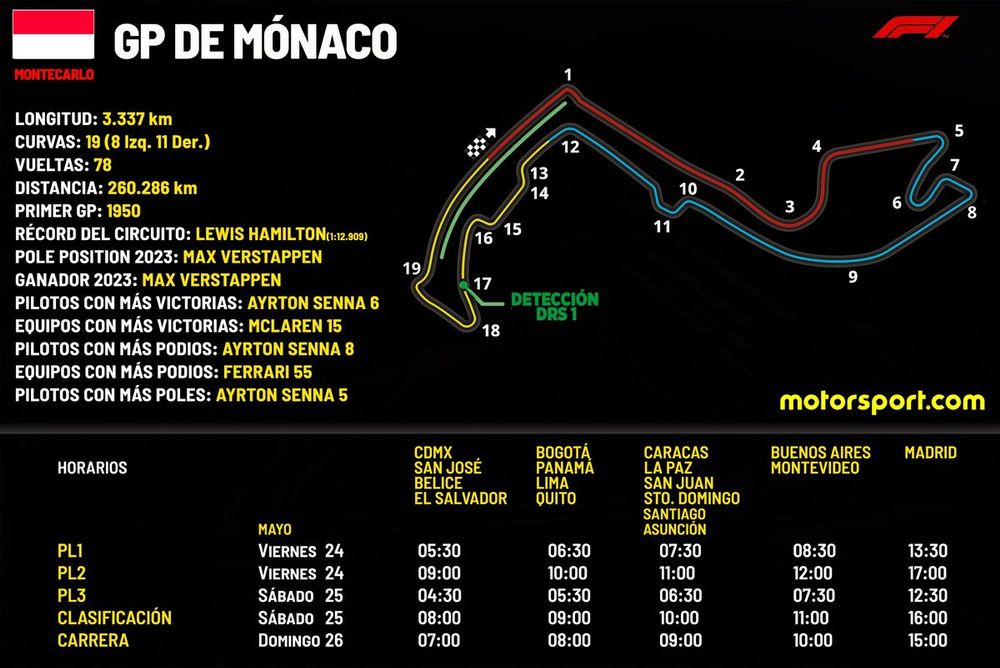 GP DE MÓNACO
F1
MONTECARLO
LONGITUD: 3.337 km
CURVAS: 19 (8 Izq. 11 Der.)
VUELTAS: 78
DISTANCIA: 260.286 km
PRIMER GP: 1950
RÉCORD DEL CIRCUITO: LEWIS HAMILTON(1:12.909)
POLE POSITION 2023: MAX VERSTAPPEN
GANADOR 2023: MAX VERSTAPPEN
PILOTOS CON MÁS VICTORIAS: AYRTON SENNA 6
EQUIPOS CON MÁS VICTORIAS: MCLAREN 15
PILOTOS CON MÁS PODIOS: AYRTON SENNA 8
EQUIPOS CON MÁS PODIOS: FERRARI 55
PILOTOS CON MÁS POLES: AYRTON SENNA 5
1
2
3
4
5
6
7
8
9
10
11
12
13
14
15
16
17
18
19
DETECCIÓN
DRS 1
motorsport.com
HORARIOS
CDMX
SAN JOSÉ
BELICE
EL SALVADOR
BOGOTÁ
PANAMÁ
LIMA
QUITO
CARACAS
LA PAZ
SAN JUAN
STO. DOMINGO
SANTIAGO
ASUNCIÓN
BUENOS AIRES
MONTEVIDEO
MADRID
MAYO
PL1 VIERNES 24 05:30 06:30 07:30 08:30 13:30
PL2 VIERNES 24 09:00 10:00 11:00 12:00 17:00
PL3 SÁBADO 25 04:30 05:30 06:30 07:30 12:30
CLASIFICACIÓN SÁBADO 25 08:00 09:00 10:00 11:00 16:00
CARRERA DOMINGO 26 07:00 08:00 09:00 10:00 15:00